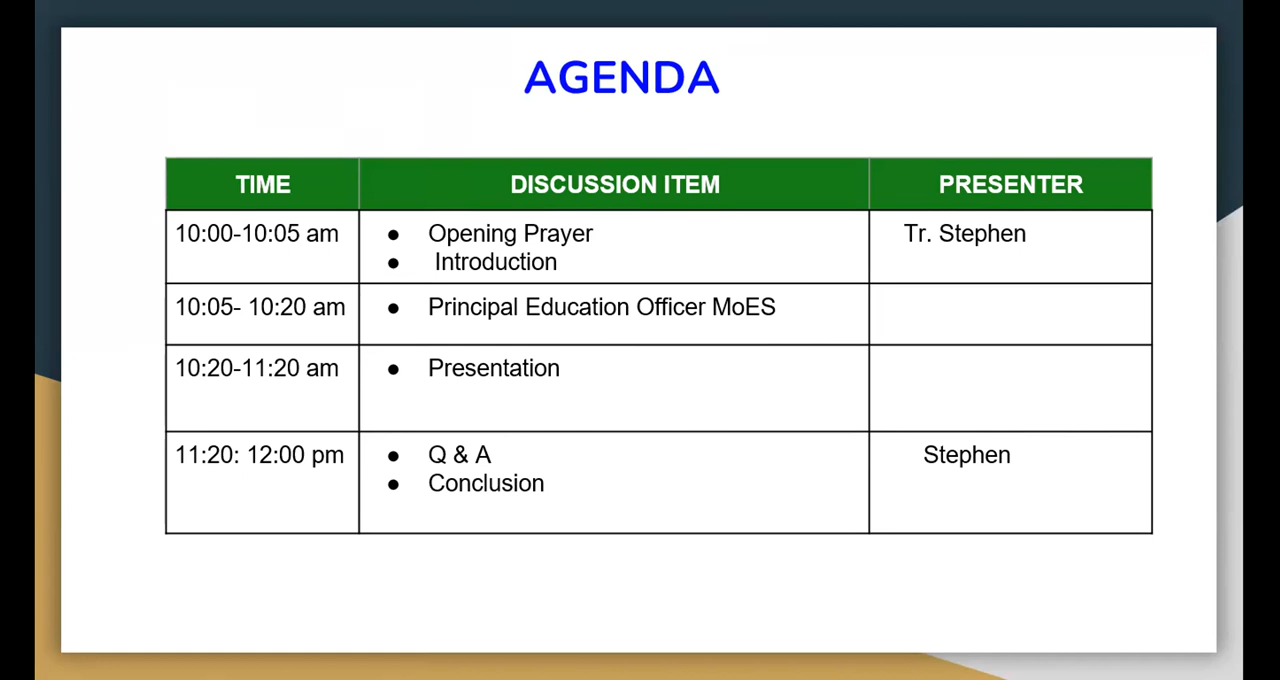 AGENDA
TIME DISCUSSION ITEM PRESENTER
10:00-10:05 am ● Opening Prayer Tr. Stephen
● Introduction
10:05- 10:20 am ● Principal Education Officer MoES
10:20-11:20 am ● Presentation
11:20: 12:00 pm ● Q & A Stephen
● Conclusion